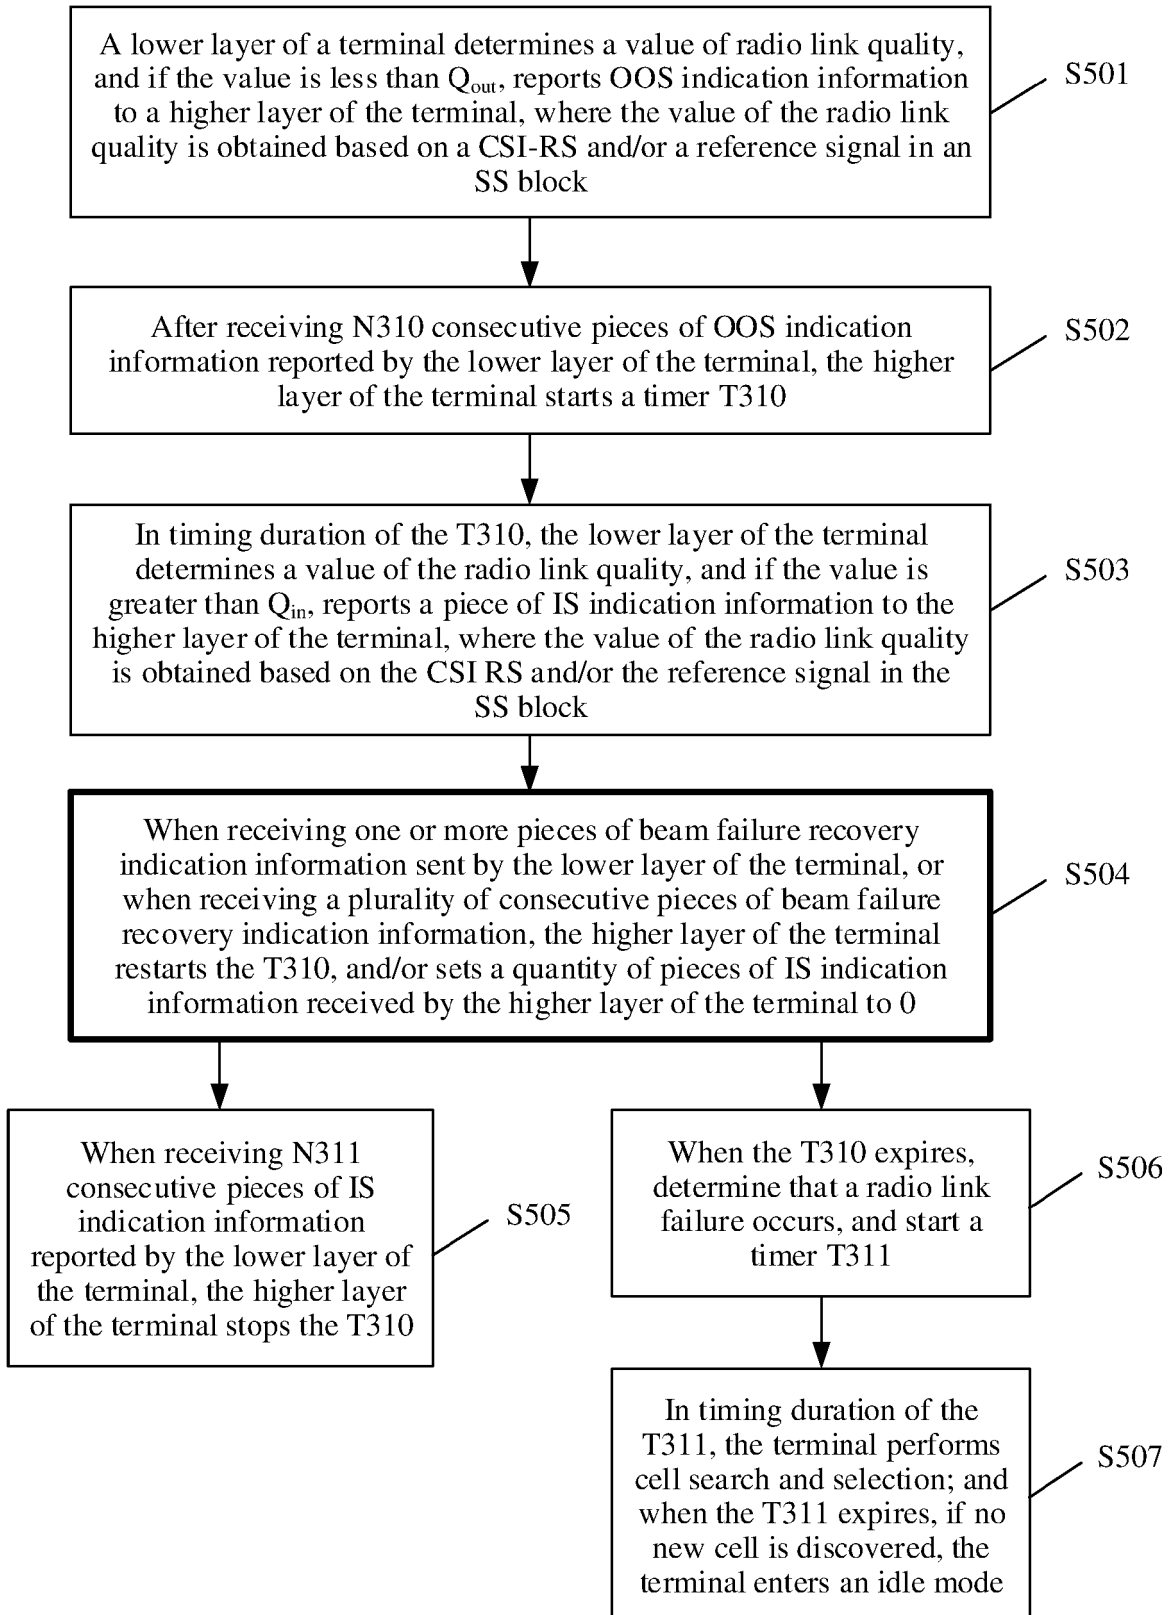 A lower layer of a terminal determines a value of radio link quality,
and if the value is less than Qout, reports OOS indication information
to a higher layer of the terminal, where the value of the radio link
quality is obtained based on a CSI-RS and/or a reference signal in an
SS block
S501
After receiving N310 consecutive pieces of OOS indication
information reported by the lower layer of the terminal, the higher
layer of the terminal starts a timer T310
S502
In timing duration of the T310, the lower layer of the terminal
determines a value of the radio link quality, and if the value is
greater than Qin, reports a piece of IS indication information to the
higher layer of the terminal, where the value of the radio link quality
is obtained based on the CSI RS and/or the reference signal in the
SS block
S503
When receiving one or more pieces of beam failure recovery
indication information sent by the lower layer of the terminal, or
when receiving a plurality of consecutive pieces of beam failure
recovery indication information, the higher layer of the terminal
restarts the T310, and/or sets a quantity of pieces of IS indication
information received by the higher layer of the terminal to 0
S504
When receiving N311
consecutive pieces of IS
indication information
reported by the lower layer of
the terminal, the higher layer
of the terminal stops the T310
S505
When the T310 expires,
determine that a radio link
failure occurs, and start a
timer T311
S506
In timing duration of the
T311, the terminal performs
cell search and selection; and
when the T311 expires, if no
new cell is discovered, the
terminal enters an idle mode
S507